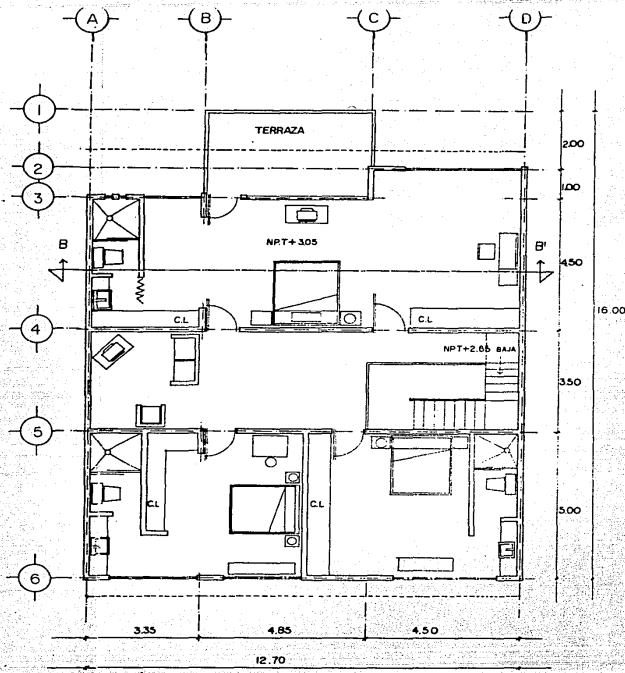 A B C D
1
TERRAZA
2.00
2
1.00
3
B
N.P.T+3.05
B'
4.50
16.00
C.L
C.L
4
NPT+2.85 BAJA
3.50
5
C.L
C.L
5.00
6
3.35 4.85 4.50
12.70